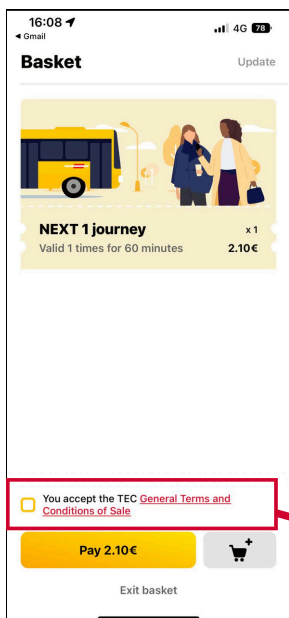 16:08
4G 78
◀ Gmail
Basket
Update
NEXT 1 journey x 1
Valid 1 times for 60 minutes 2.10€
You accept the TEC General Terms and
Conditions of Sale
Pay 2.10€
Exit basket